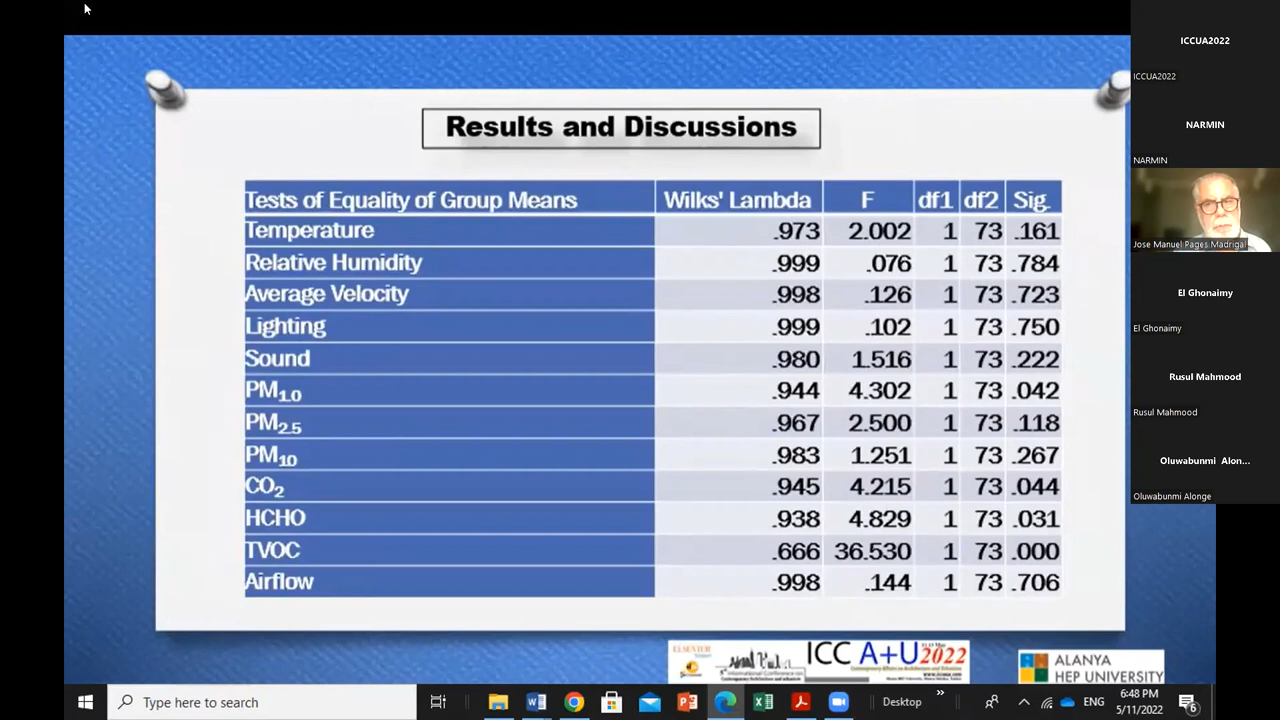 ICCUA2022
ICCUA2022
NARMIN
NARMIN
Jose Manuel Pages Madrigal
El Ghonaimy
El Ghonaimy
Rusul Mahmood
Rusul Mahmood
Oluwabunmi Alon...
Oluwabunmi Alonge
Results and Discussions
Tests of Equality of Group Means Wilks' Lambda F df1 df2 Sig.
Temperature .973 2.002 1 73 .161
Relative Humidity .999 .076 1 73 .784
Average Velocity .998 .126 1 73 .723
Lighting .999 .102 1 73 .750
Sound .980 1.516 1 73 .222
PM1.0 .944 4.302 1 73 .042
PM2.5 .967 2.500 1 73 .118
PM10 .983 1.251 1 73 .267
CO2 .945 4.215 1 73 .044
HCHO .938 4.829 1 73 .031
TVOC .666 36.530 1 73 .000
Airflow .998 .144 1 73 .706
ELSEVIER
ICC A+U 2022
ALANYA
HEP UNIVERSITY
Type here to search
Desktop
ENG
6:48 PM
5/11/2022
6